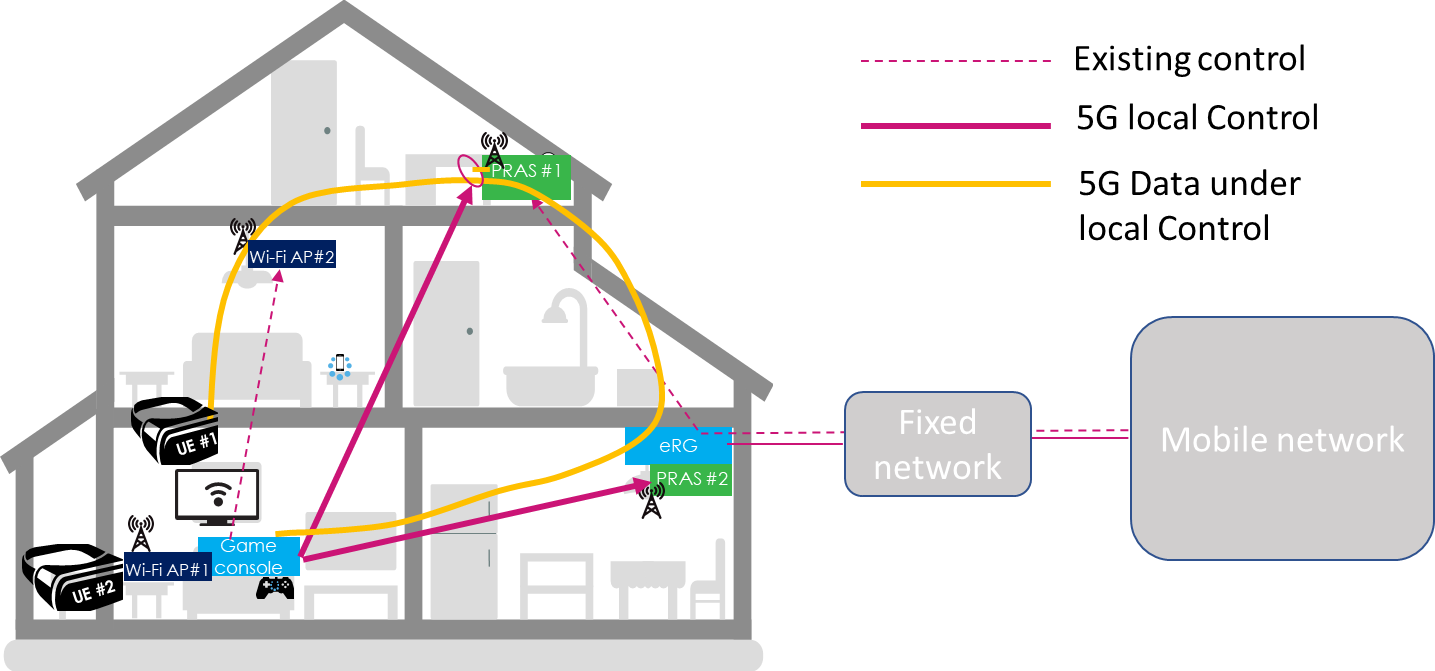 Existing control
5G local Control
5G Data under
local Control
PRAS #1
Wi-Fi AP#2
UE #1
eRG
PRAS #2
Fixed
network
Mobile network
Game
console
Wi-Fi AP#1
UE #2